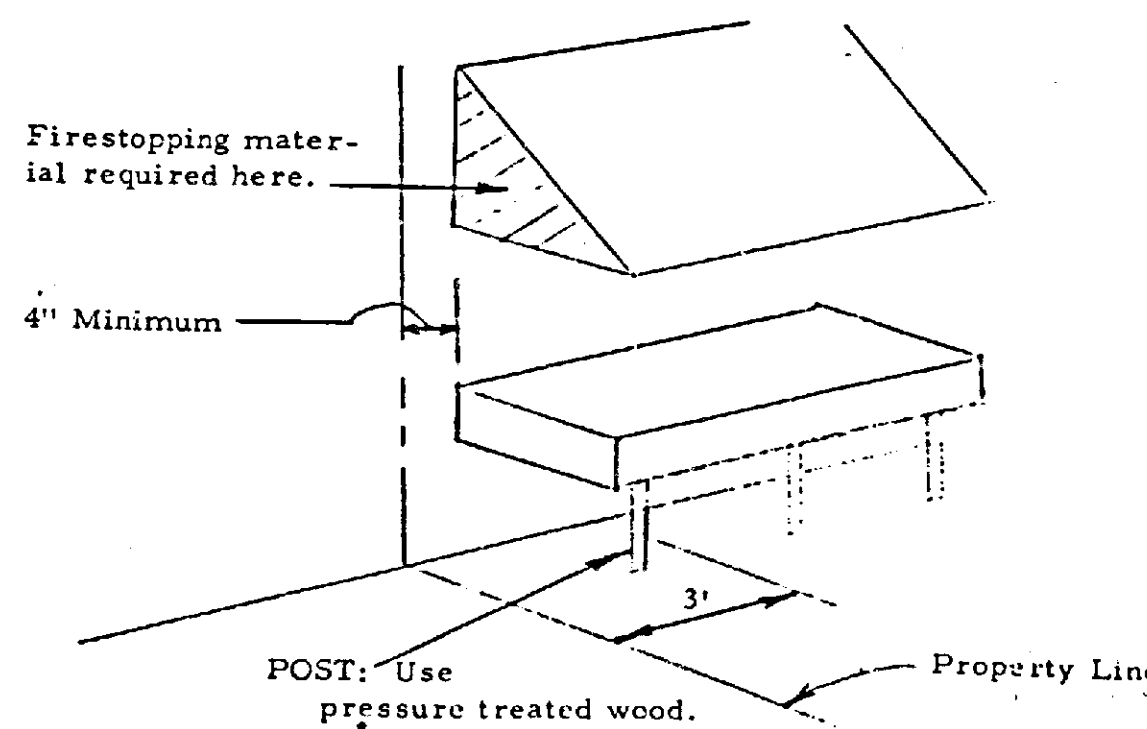 Firestopping mater-
ial required here.
4" Minimum
3'
POST: Use
pressure treated wood.
Property Line